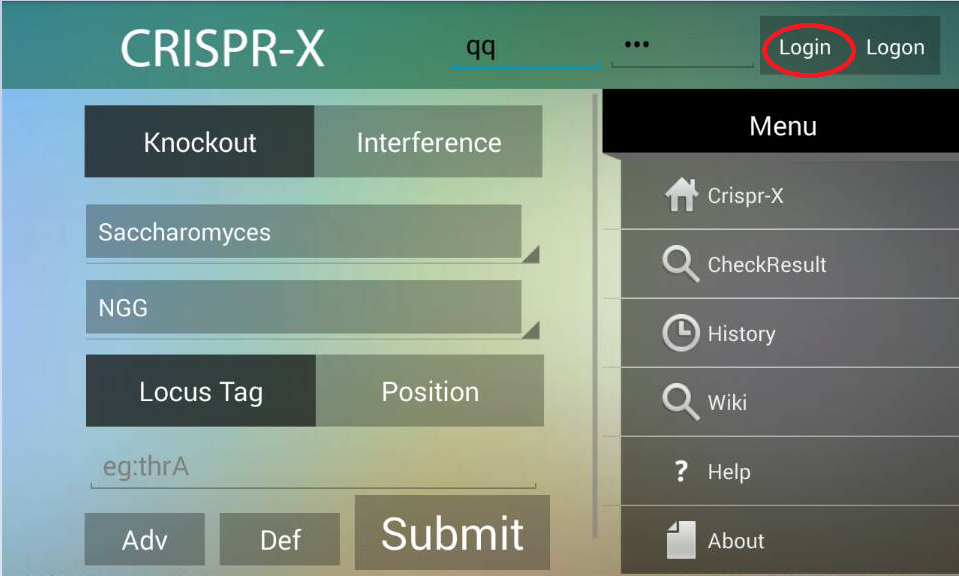 CRISPR-X
qq
•••
Login
Logon
Knockout
Interference
Saccharomyces
NGG
Locus Tag
Position
eg:thrA
Adv
Def
Submit
Menu
Crispr-X
CheckResult
History
Wiki
? Help
About